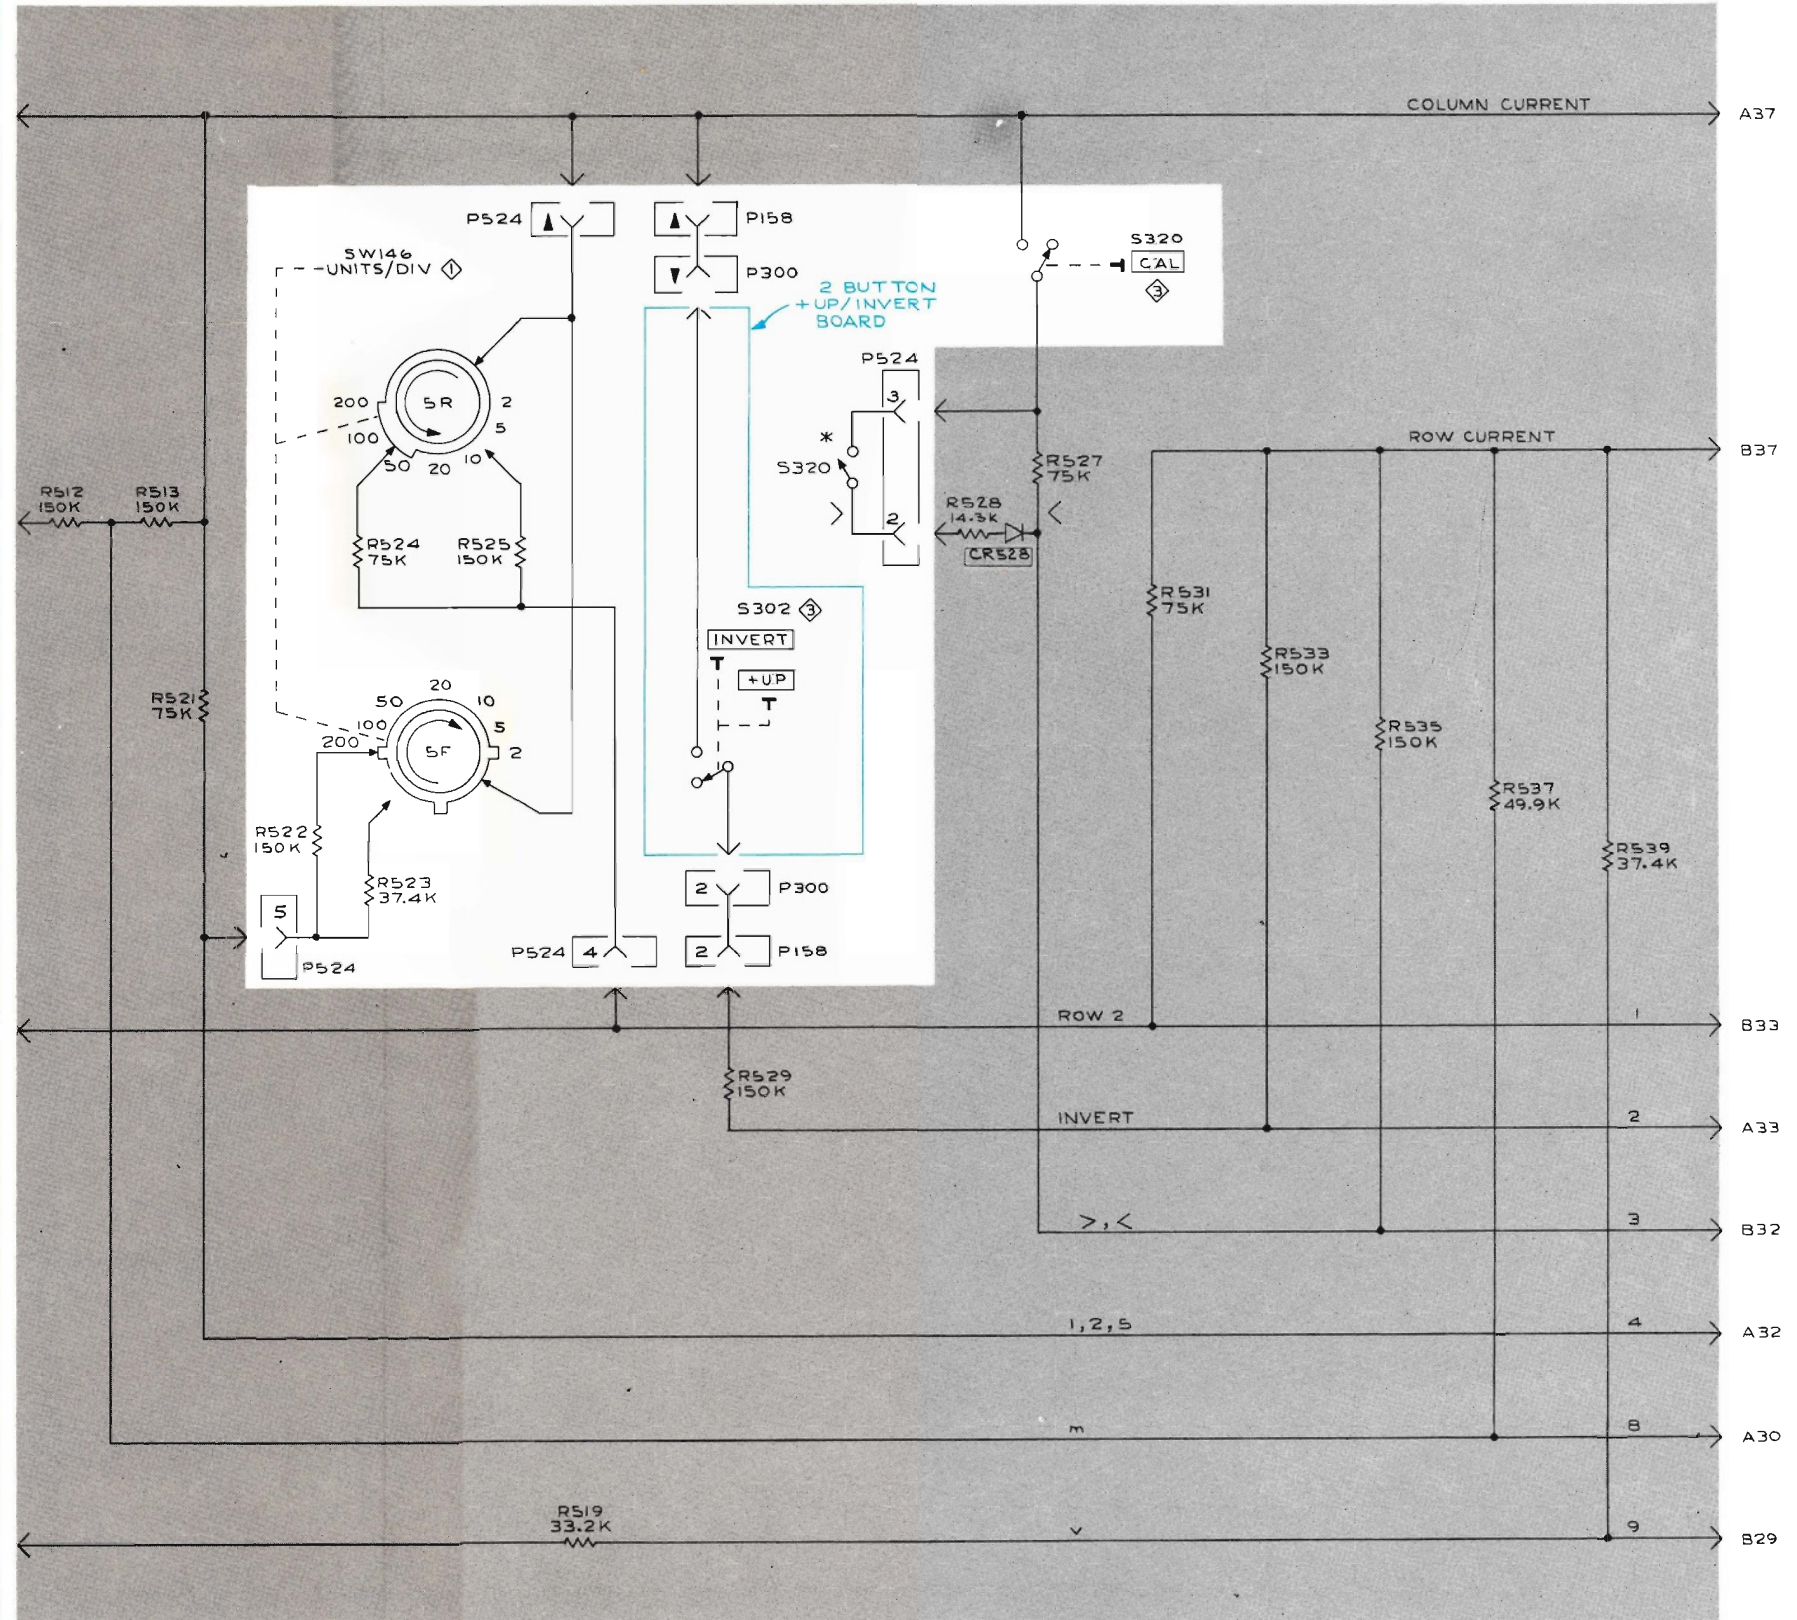 COLUMN CURRENT
A37
P524
P158
SW146
UNITS/DIV 1
P300
S320
CAL
3
2 BUTTON
+UP/INVERT
BOARD
P524
3
200
5R
2
100
5
50
20
10
*
S320
>
2
R527
75K
<
R528
14.3K
CR528
ROW CURRENT
B37
R512
150K
R513
150K
R524
75K
R525
150K
R531
75K
S302 3
INVERT
+UP
R533
150K
R521
75K
20
50
10
100
5
200
5F
2
R535
150K
R537
49.9K
R522
150K
R523
37.4K
R539
37.4K
5
P524
2 P300
P524 4
2 P158
ROW 2
1
B33
R529
150K
INVERT
2
A33
>,<
3
B32
1,2,5
4
A32
m
8
A30
R519
33.2K
v
9
B29